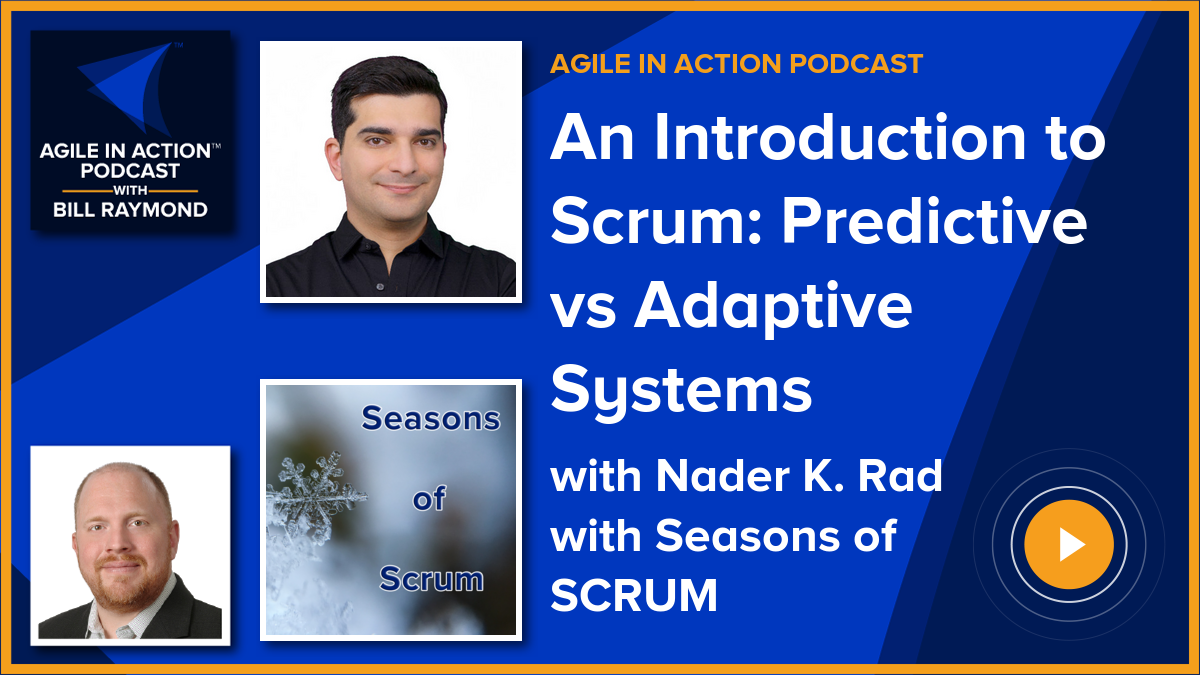 AGILE IN ACTION™
PODCAST
WITH
BILL RAYMOND
AGILE IN ACTION PODCAST
An Introduction to
Scrum: Predictive
vs Adaptive
Systems
with Nader K. Rad
with Seasons of
SCRUM
Seasons
of
Scrum
TM